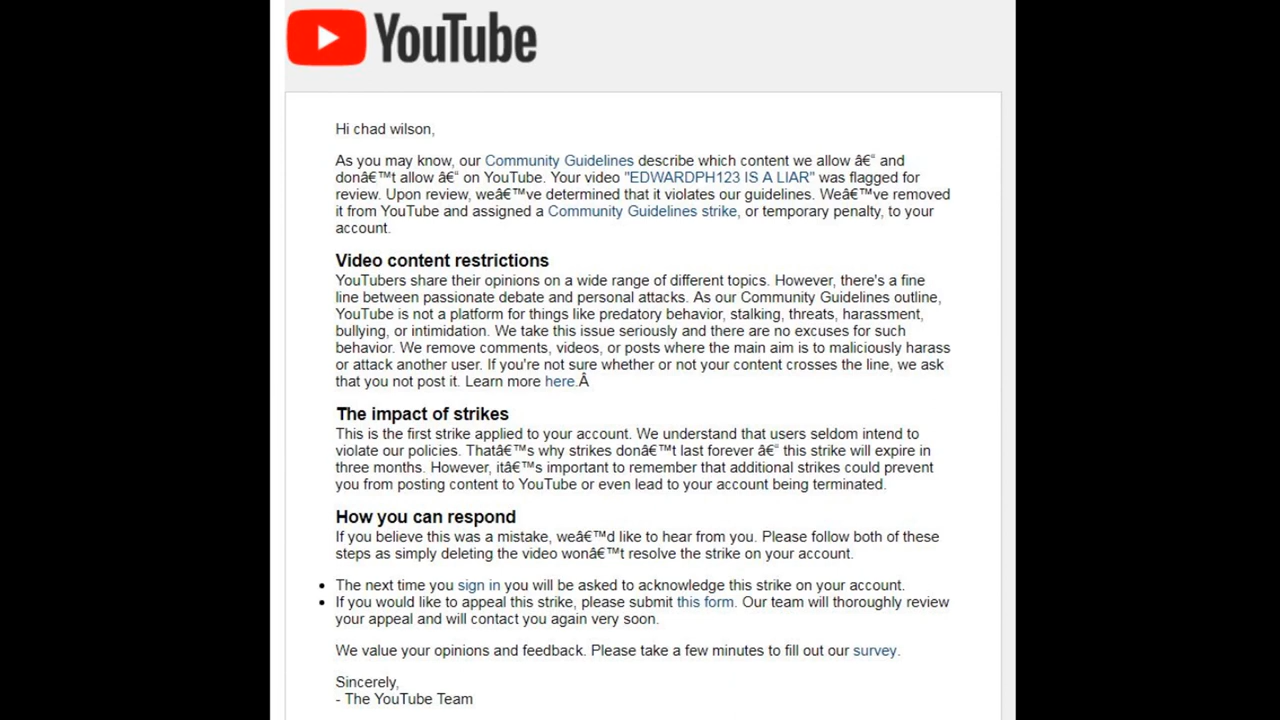 YouTube
Hi chad wilson,
As you may know, our Community Guidelines describe which content we allow â€“ and
donâ€™t allow â€“ on YouTube. Your video "EDWARDPH123 IS A LIAR" was flagged for
review. Upon review, weâ€™ve determined that it violates our guidelines. Weâ€™ve removed
it from YouTube and assigned a Community Guidelines strike, or temporary penalty, to your
account.
Video content restrictions
YouTubers share their opinions on a wide range of different topics. However, there's a fine
line between passionate debate and personal attacks. As our Community Guidelines outline,
YouTube is not a platform for things like predatory behavior, stalking, threats, harassment,
bullying, or intimidation. We take this issue seriously and there are no excuses for such
behavior. We remove comments, videos, or posts where the main aim is to maliciously harass
or attack another user. If you're not sure whether or not your content crosses the line, we ask
that you not post it. Learn more here.Â
The impact of strikes
This is the first strike applied to your account. We understand that users seldom intend to
violate our policies. Thatâ€™s why strikes donâ€™t last forever â€“ this strike will expire in
three months. However, itâ€™s important to remember that additional strikes could prevent
you from posting content to YouTube or even lead to your account being terminated.
How you can respond
If you believe this was a mistake, weâ€™d like to hear from you. Please follow both of these
steps as simply deleting the video wonâ€™t resolve the strike on your account.
• The next time you sign in you will be asked to acknowledge this strike on your account.
• If you would like to appeal this strike, please submit this form. Our team will thoroughly review
your appeal and will contact you again very soon.
We value your opinions and feedback. Please take a few minutes to fill out our survey.
Sincerely,
- The YouTube Team